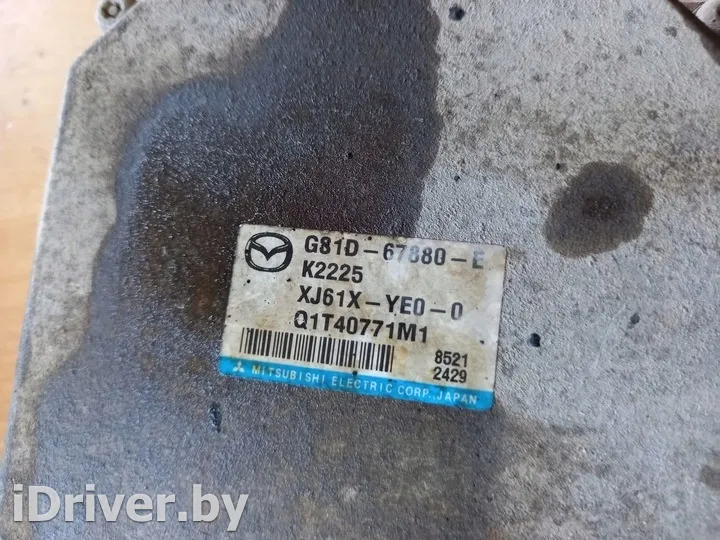 G81D-67880-E
K2225
XJ61X-YE0-0
Q1T40771M1
8521
2429
MITSUBISHI ELECTRIC CORP., JAPAN
iDriver.by